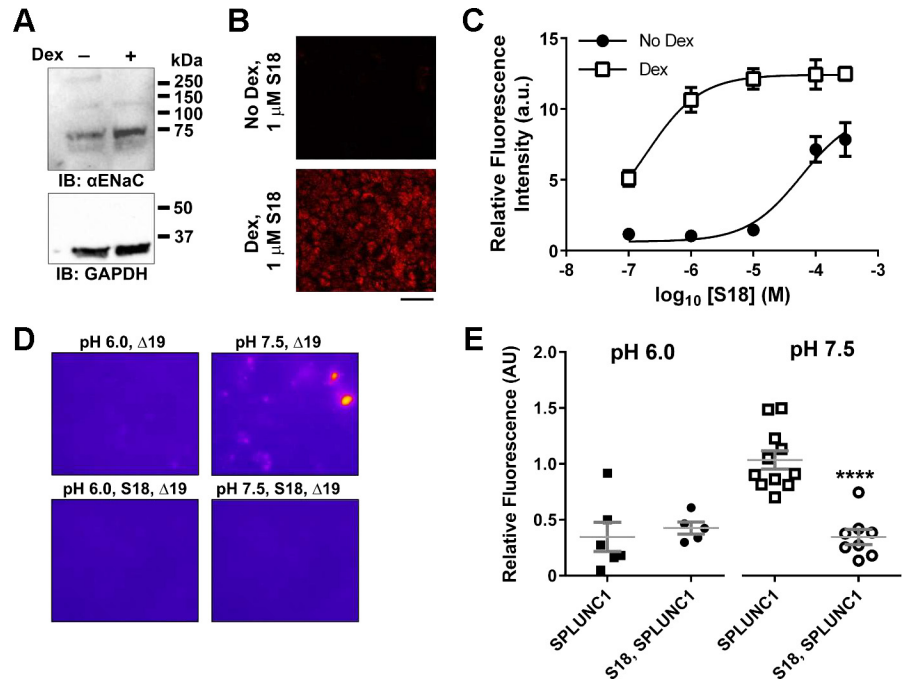 A
Dex – +
kDa
250
150
100
75
IB: αENaC
50
37
IB: GAPDH
B
No Dex,
1 μM S18
Dex,
1 μM S18
C
Relative Fluorescence
Intensity (a.u.)
15
10
5
0
No Dex
Dex
-8 -7 -6 -5 -4 -3
log10 [S18] (M)
D
pH 6.0, Δ19
pH 7.5, Δ19
pH 6.0, S18, Δ19
pH 7.5, S18, Δ19
E
Relative Fluorescence (AU)
2.0
1.5
1.0
0.5
0
pH 6.0
pH 7.5
****
SPLUNC1
S18, SPLUNC1
SPLUNC1
S18, SPLUNC1